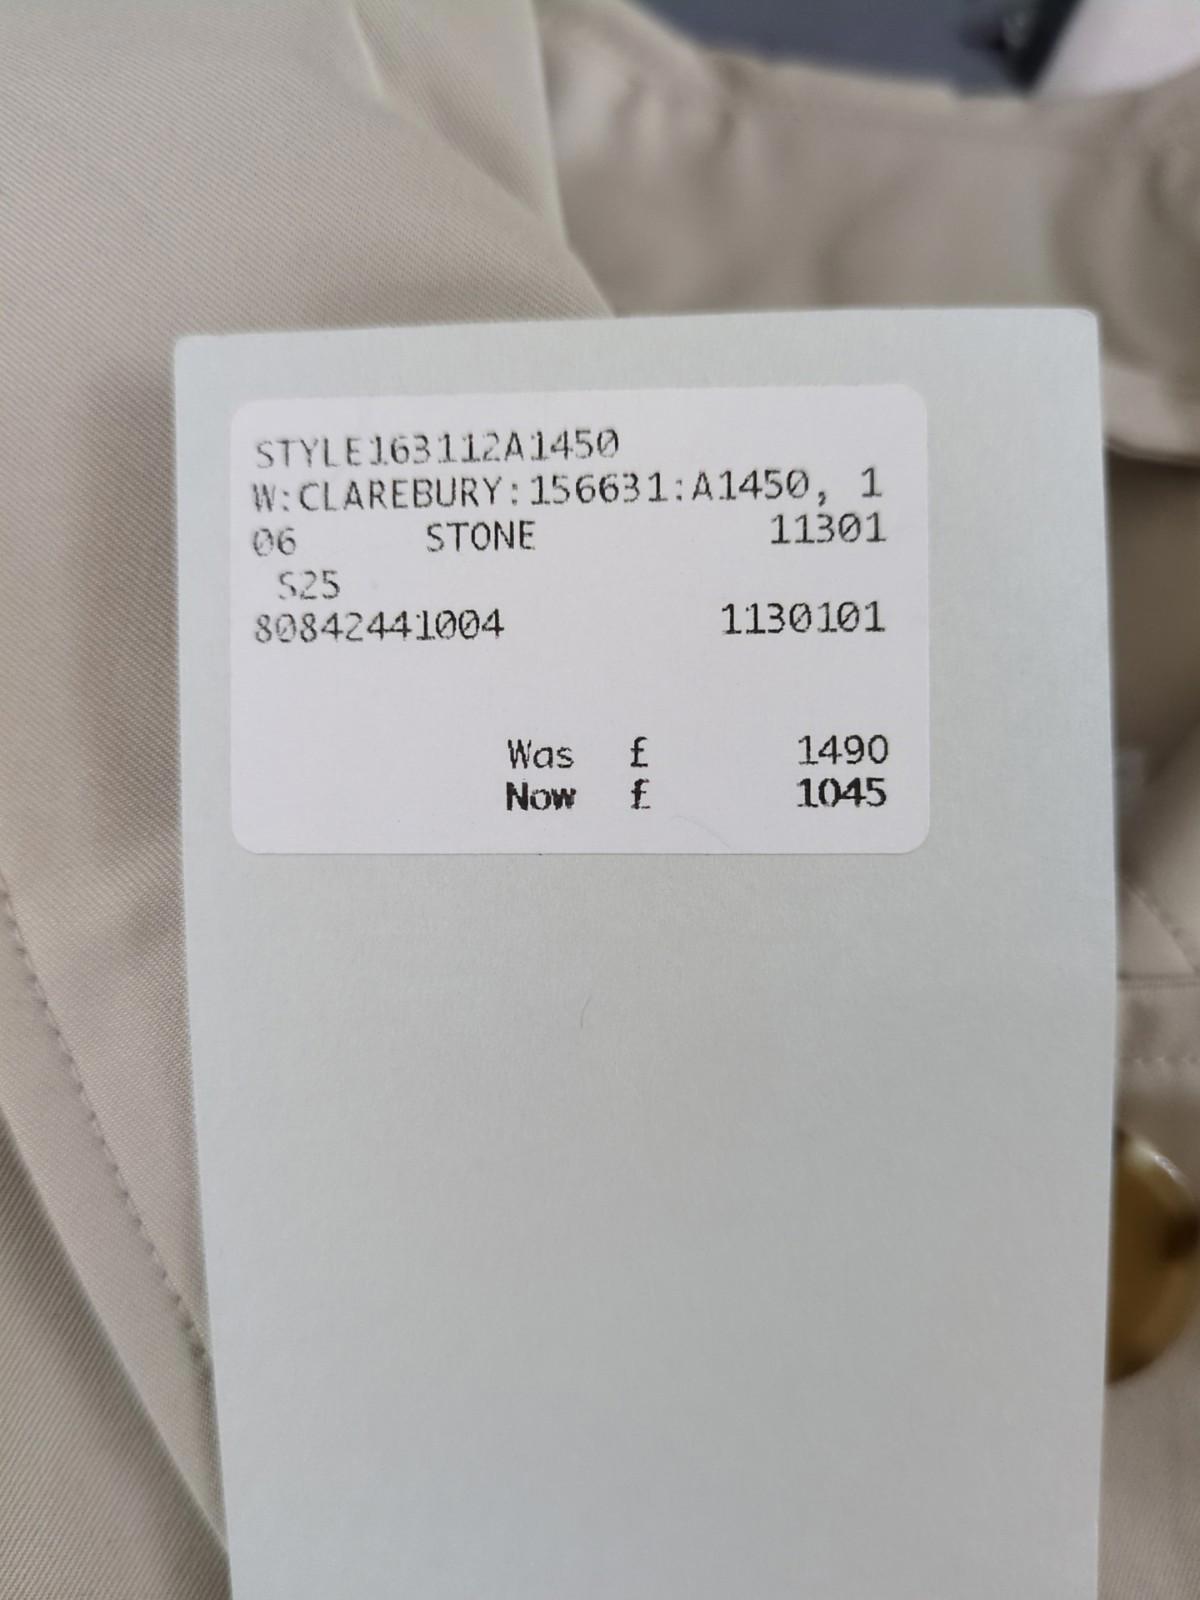 STYLE163112A1450
W:CLAREBURY:156631:A1450, 1
06 STONE 11301
S25
80842441004 1130101
Was £ 1490
Now £ 1045